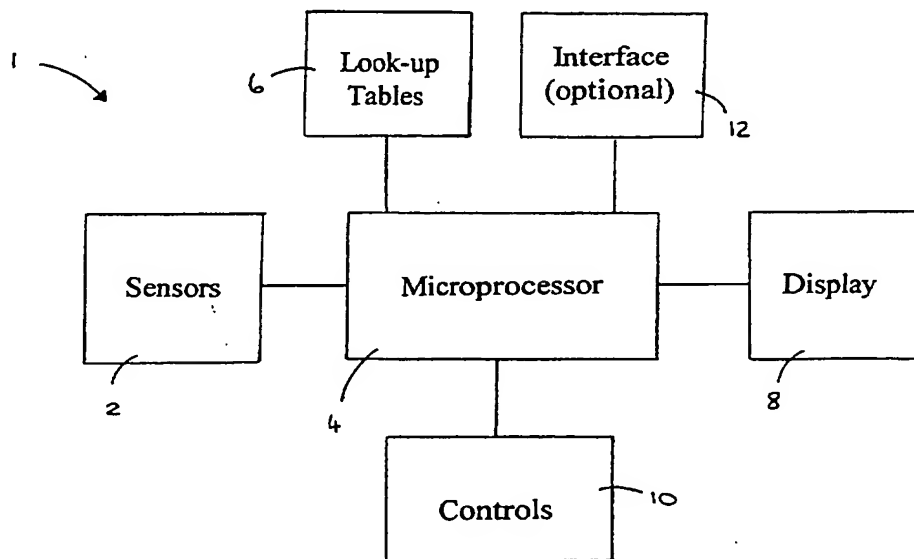 1
6
Look-up
Tables
Interface
(optional)
12
Sensors
Microprocessor
Display
2
4
8
Controls
10